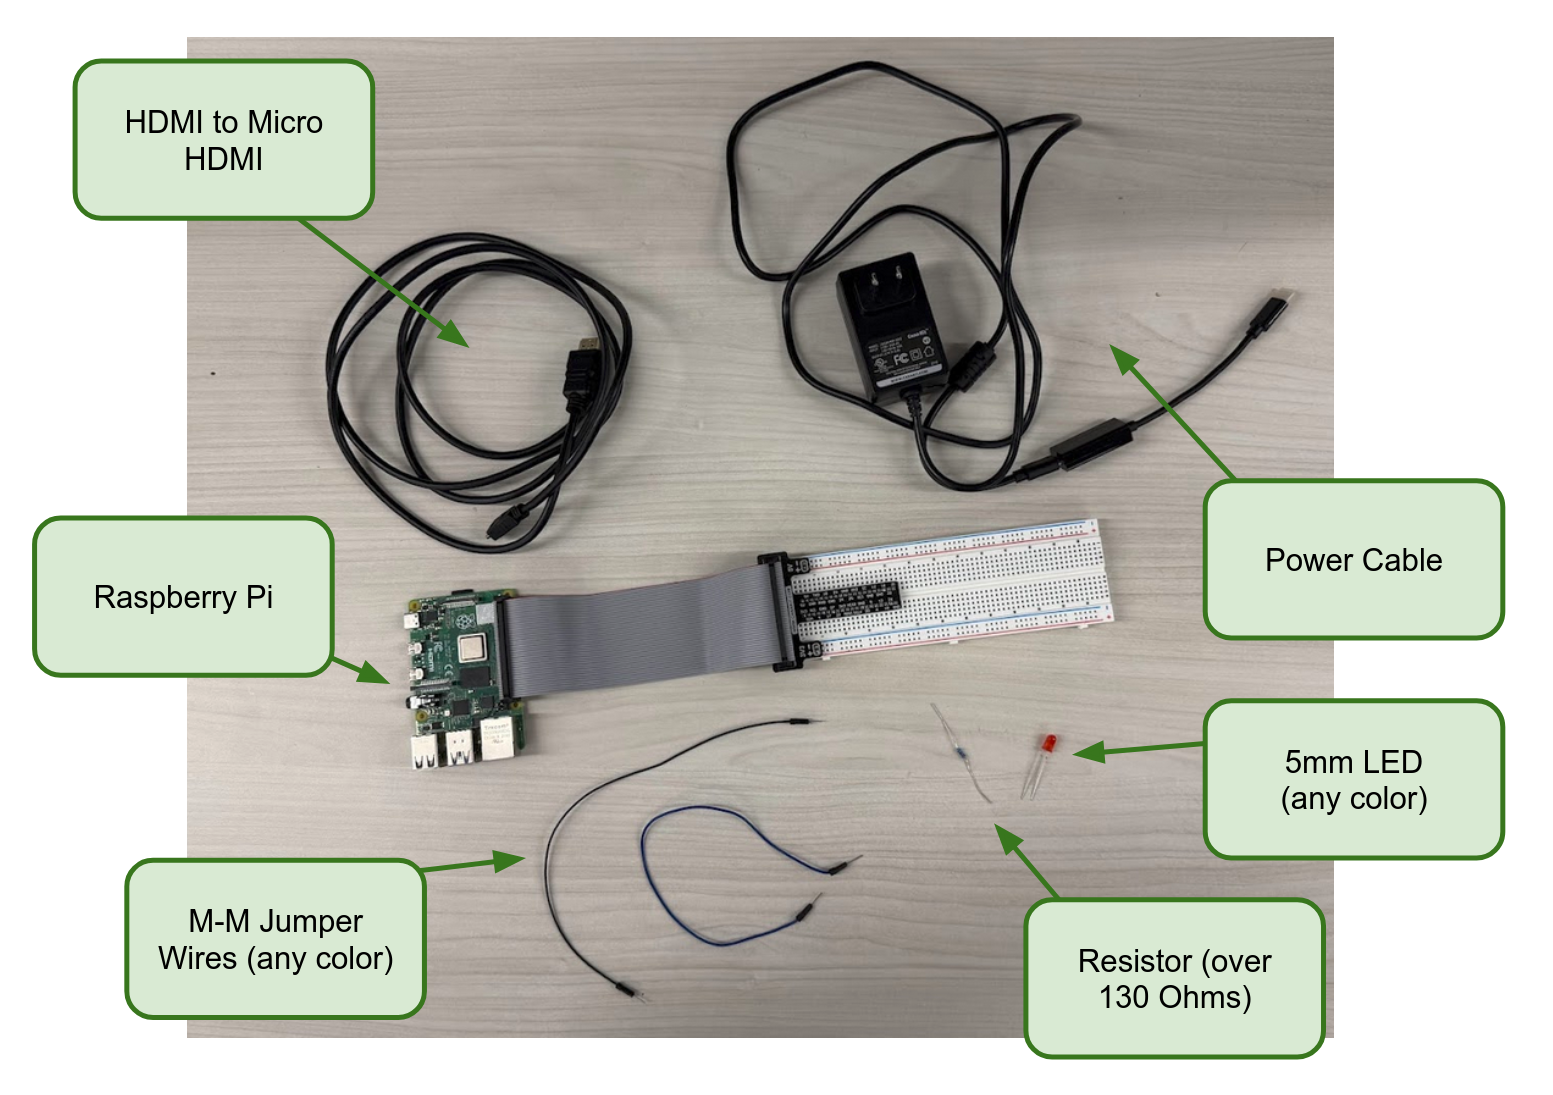 HDMI to Micro
HDMI
Raspberry Pi
Power Cable
5mm LED
(any color)
M-M Jumper
Wires (any color)
Resistor (over
130 Ohms)